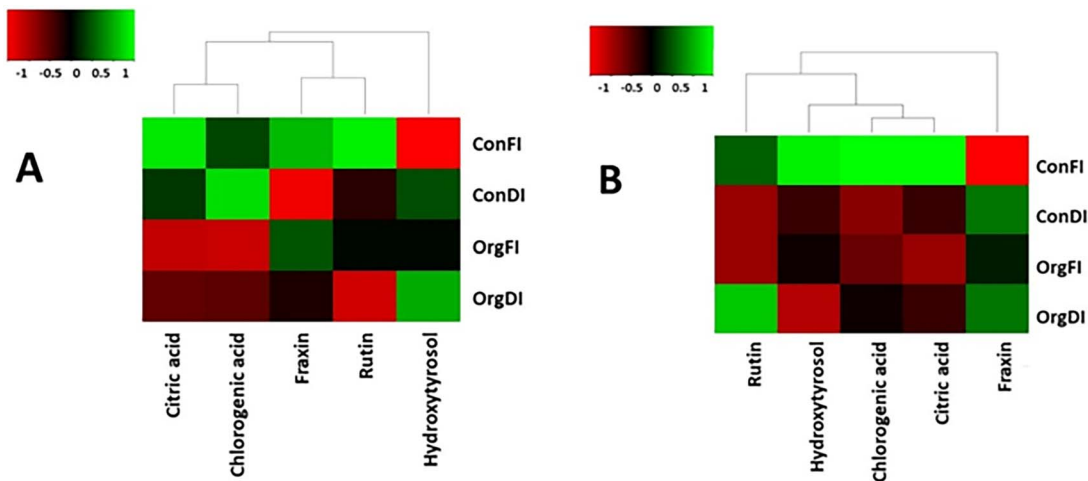 -1 -0.5 0 0.5 1
A
ConFI
ConDI
OrgFI
OrgDI
Citric acid
Chlorogenic acid
Fraxin
Rutin
Hydroxytyrosol
-1 -0.5 0 0.5 1
B
ConFI
ConDI
OrgFI
OrgDI
Rutin
Hydroxytyrosol
Chlorogenic acid
Citric acid
Fraxin